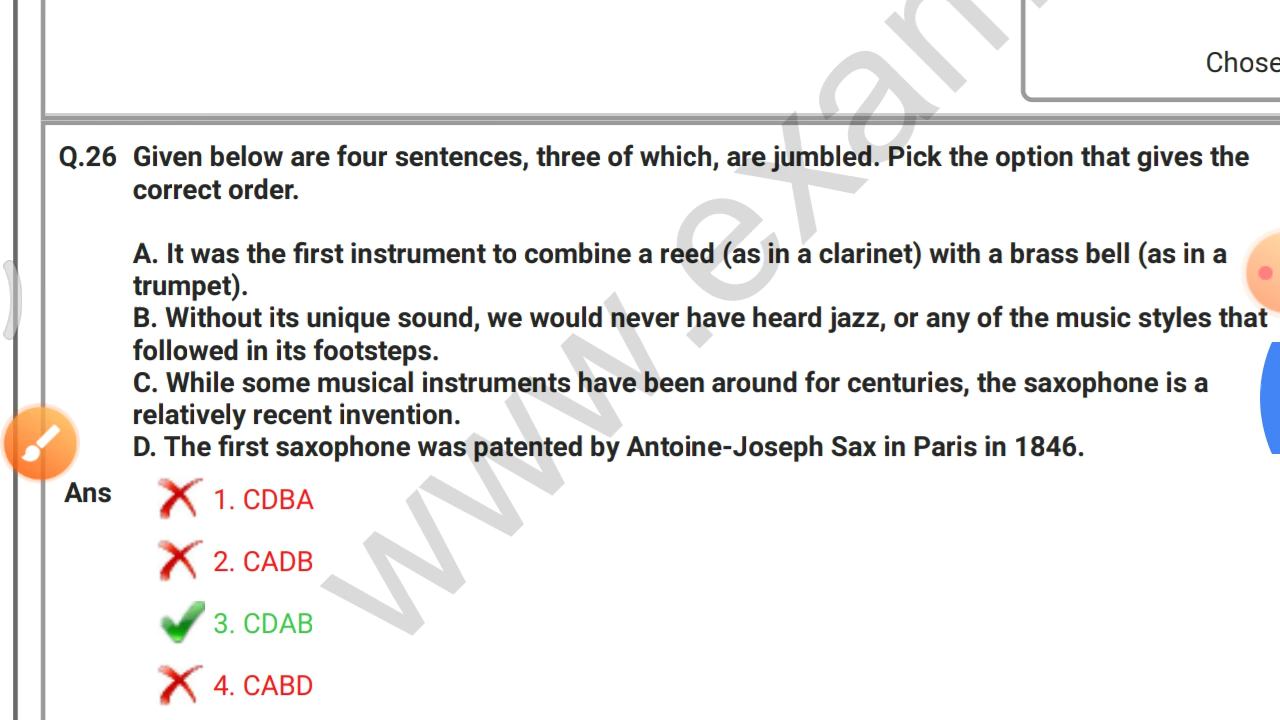 Chose
Q.26 Given below are four sentences, three of which, are jumbled. Pick the option that gives the
correct order.
A. It was the first instrument to combine a reed (as in a clarinet) with a brass bell (as in a
trumpet).
B. Without its unique sound, we would never have heard jazz, or any of the music styles that
followed in its footsteps.
C. While some musical instruments have been around for centuries, the saxophone is a
relatively recent invention.
D. The first saxophone was patented by Antoine-Joseph Sax in Paris in 1846.
Ans
1. CDBA
2. CADB
3. CDAB
4. CABD
www.exam